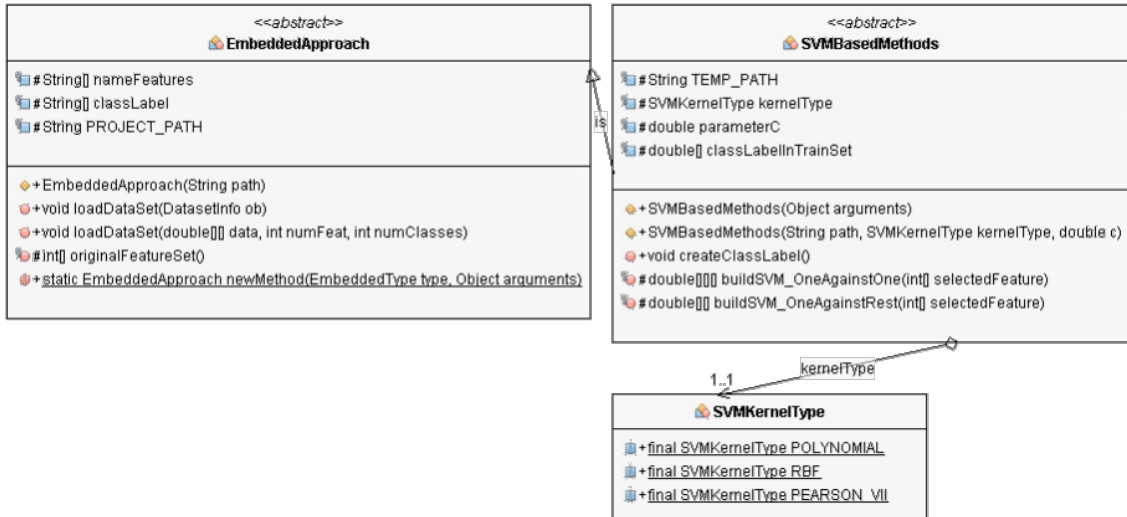 <<abstract>>
EmbeddedApproach
# String[] nameFeatures
# String[] classLabel
# String PROJECT_PATH
+ EmbeddedApproach(String path)
+ void loadDataSet(DatasetInfo ob)
+ void loadDataSet(double[][] data, int numFeat, int numClasses)
# int[] originalFeatureSet()
+ static EmbeddedApproach newMethod(EmbeddedType type, Object arguments)
is
<<abstract>>
SVMBasedMethods
# String TEMP_PATH
# SVMKernelType kernelType
# double parameterC
# double[] classLabelInTrainSet
+ SVMBasedMethods(Object arguments)
+ SVMBasedMethods(String path, SVMKernelType kernelType, double c)
+ void createClassLabel()
# double[][][] buildSVM_OneAgainstOne(int[] selectedFeature)
# double[][] buildSVM_OneAgainstRest(int[] selectedFeature)
kernelType
1..1
SVMKernelType
+ final SVMKernelType POLYNOMIAL
+ final SVMKernelType RBF
+ final SVMKernelType PEARSON_VII